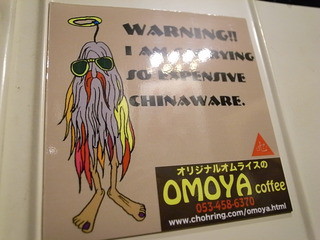 WARNING!!
I AM CARRYING
SO EXPENSIVE
CHINAWARE.
オリジナルオムライスの
OMOYA coffee
053-458-6370
www.chohring.com/omoya.html